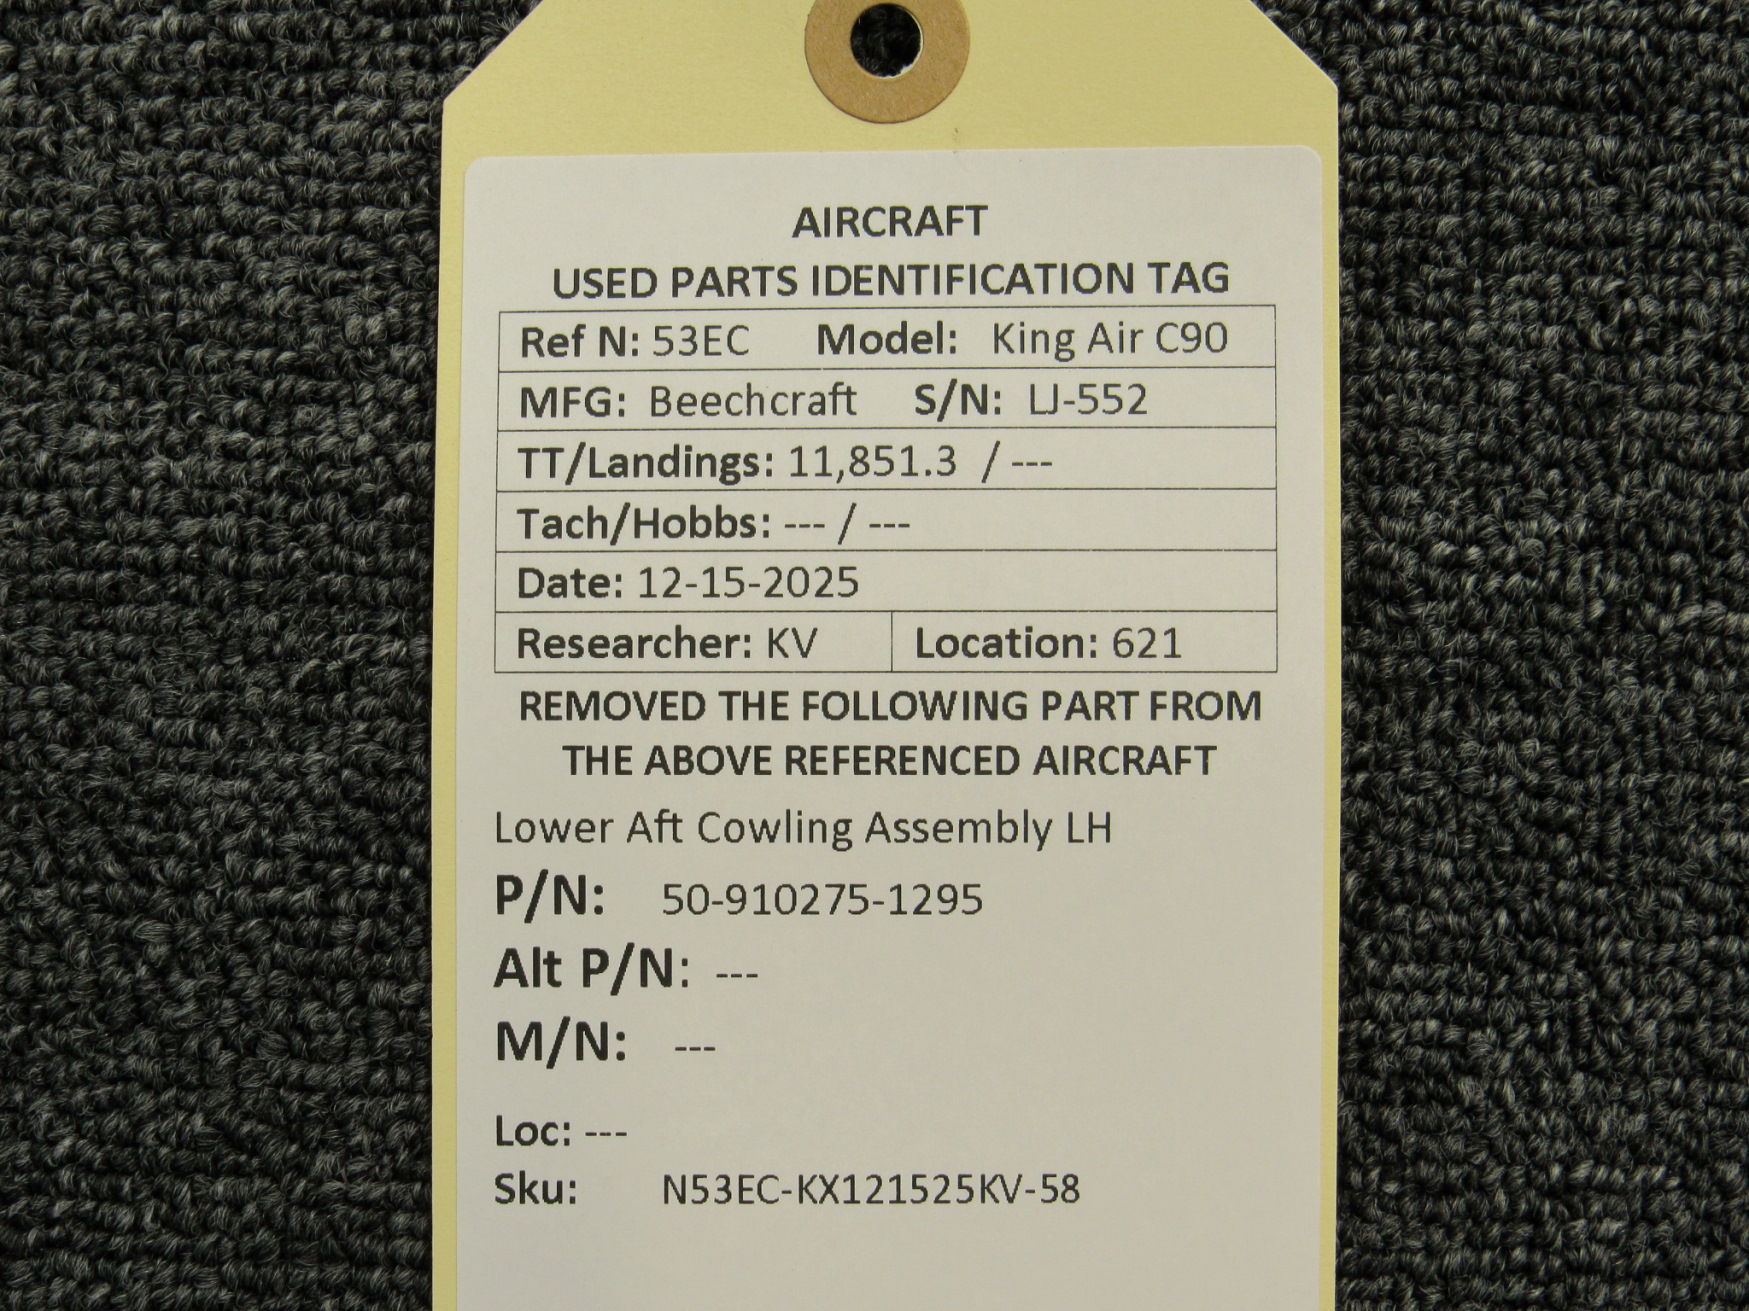 AIRCRAFT
USED PARTS IDENTIFICATION TAG
Ref N: 53EC Model: King Air C90
MFG: Beechcraft S/N: LJ-552
TT/Landings: 11,851.3 / ---
Tach/Hobbs: --- / ---
Date: 12-15-2025
Researcher: KV Location: 621
REMOVED THE FOLLOWING PART FROM
THE ABOVE REFERENCED AIRCRAFT
Lower Aft Cowling Assembly LH
P/N: 50-910275-1295
Alt P/N: ---
M/N: ---
Loc: ---
Sku: N53EC-KX121525KV-58